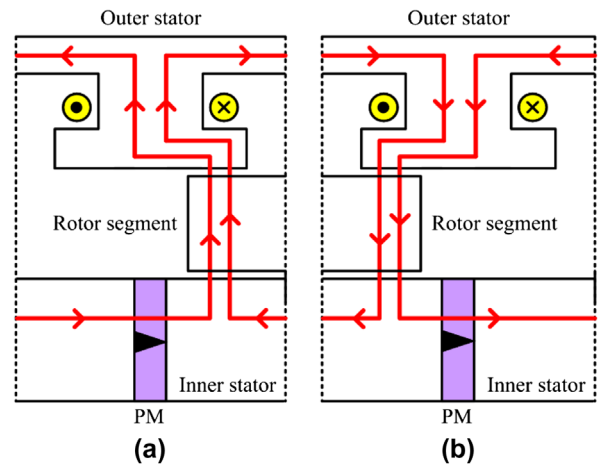 Outer stator
Outer stator
Rotor segment
Rotor segment
Inner stator
Inner stator
PM
PM
(a)
(b)